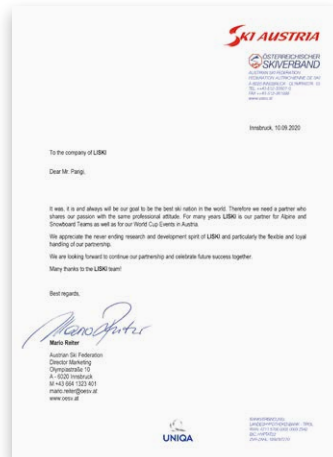 SKI AUSTRIA
ÖSTERREICHISCHER
SKIVERBAND
AUSTRIAN SKI FEDERATION
Innsbruck, 10.09.2020
To the company of LISKI
Dear Mr. Parigi,
It was, it is and always will be our goal to be the best ski nation in the world. Therefore we need a partner who
shares our passion with the same professional attitude. For many years LISKI is our partner for Alpine and
Snowboard Teams as well as for our World Cup Events in Austria.
We appreciate the never ending research and development spirit of LISKI and particularly the flexible and loyal
handling of our partnership.
We are looking forward to continue our partnership and celebrate future success together.
Many thanks to the LISKI team!
Best regards,
Mario Reiter
Mario Reiter
Austrian Ski Federation
Director Marketing
Olympiastraße 10
A - 6020 Innsbruck
M +43 664 1323 401
mario.reiter@oesv.at
www.oesv.at
UNIQA